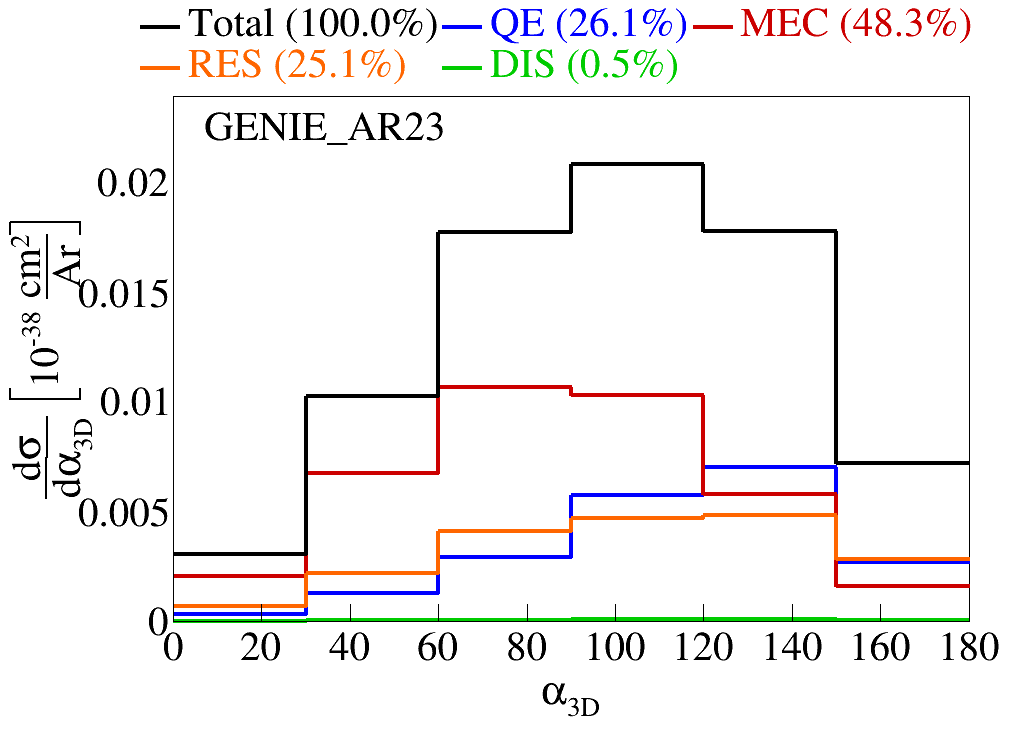 Total (100.0%) QE (26.1%) MEC (48.3%)
RES (25.1%) DIS (0.5%)
GENIE_AR23
0.02
0.015
0.01
0.005
0
0 20 40 60 80 100 120 140 160 180
α3D
dσ/dα3D [10^-38 cm^2/Ar]